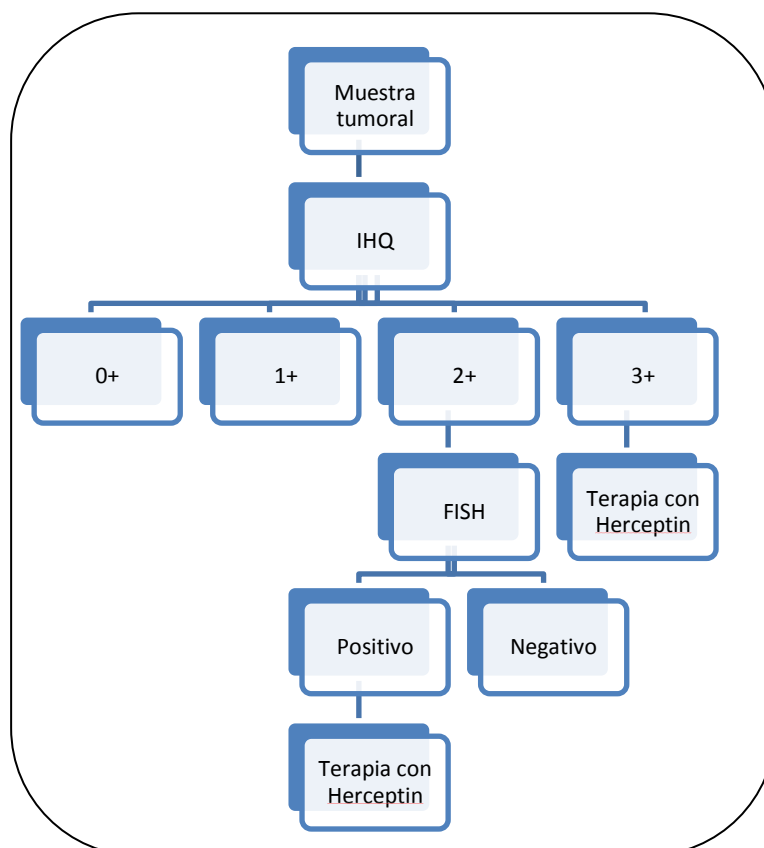 Muestra
tumoral
IHQ
0+
1+
2+
3+
FISH
Terapia con
Herceptin
Positivo
Negativo
Terapia con
Herceptin